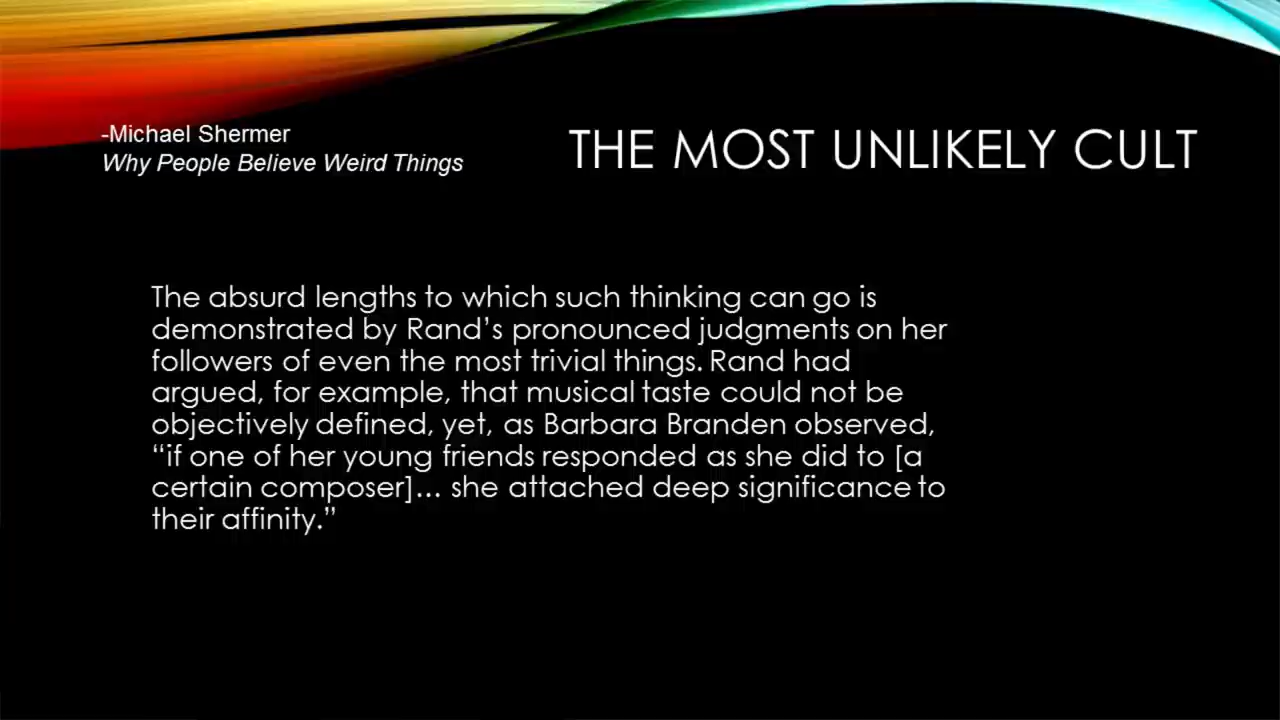 -Michael Shermer
Why People Believe Weird Things
THE MOST UNLIKELY CULT
The absurd lengths to which such thinking can go is
demonstrated by Rand’s pronounced judgments on her
followers of even the most trivial things. Rand had
argued, for example, that musical taste could not be
objectively defined, yet, as Barbara Branden observed,
“if one of her young friends responded as she did to [a
certain composer]… she attached deep significance to
their affinity.”